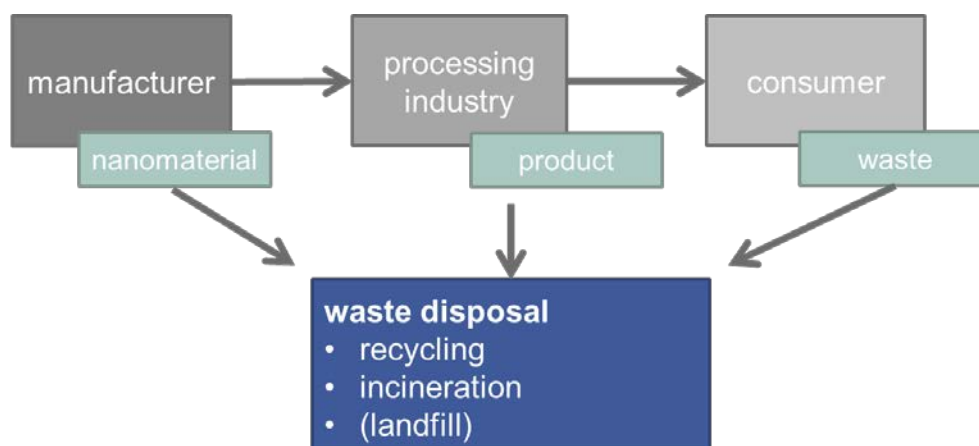 manufacturer
processing
industry
consumer
nanomaterial
product
waste
waste disposal
• recycling
• incineration
• (landfill)